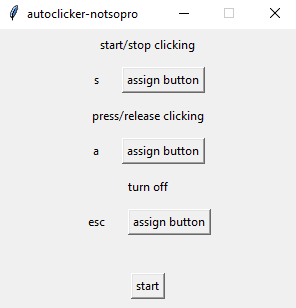 autoclicker-notsopro
start/stop clicking
s assign button
press/release clicking
a assign button
turn off
esc assign button
start